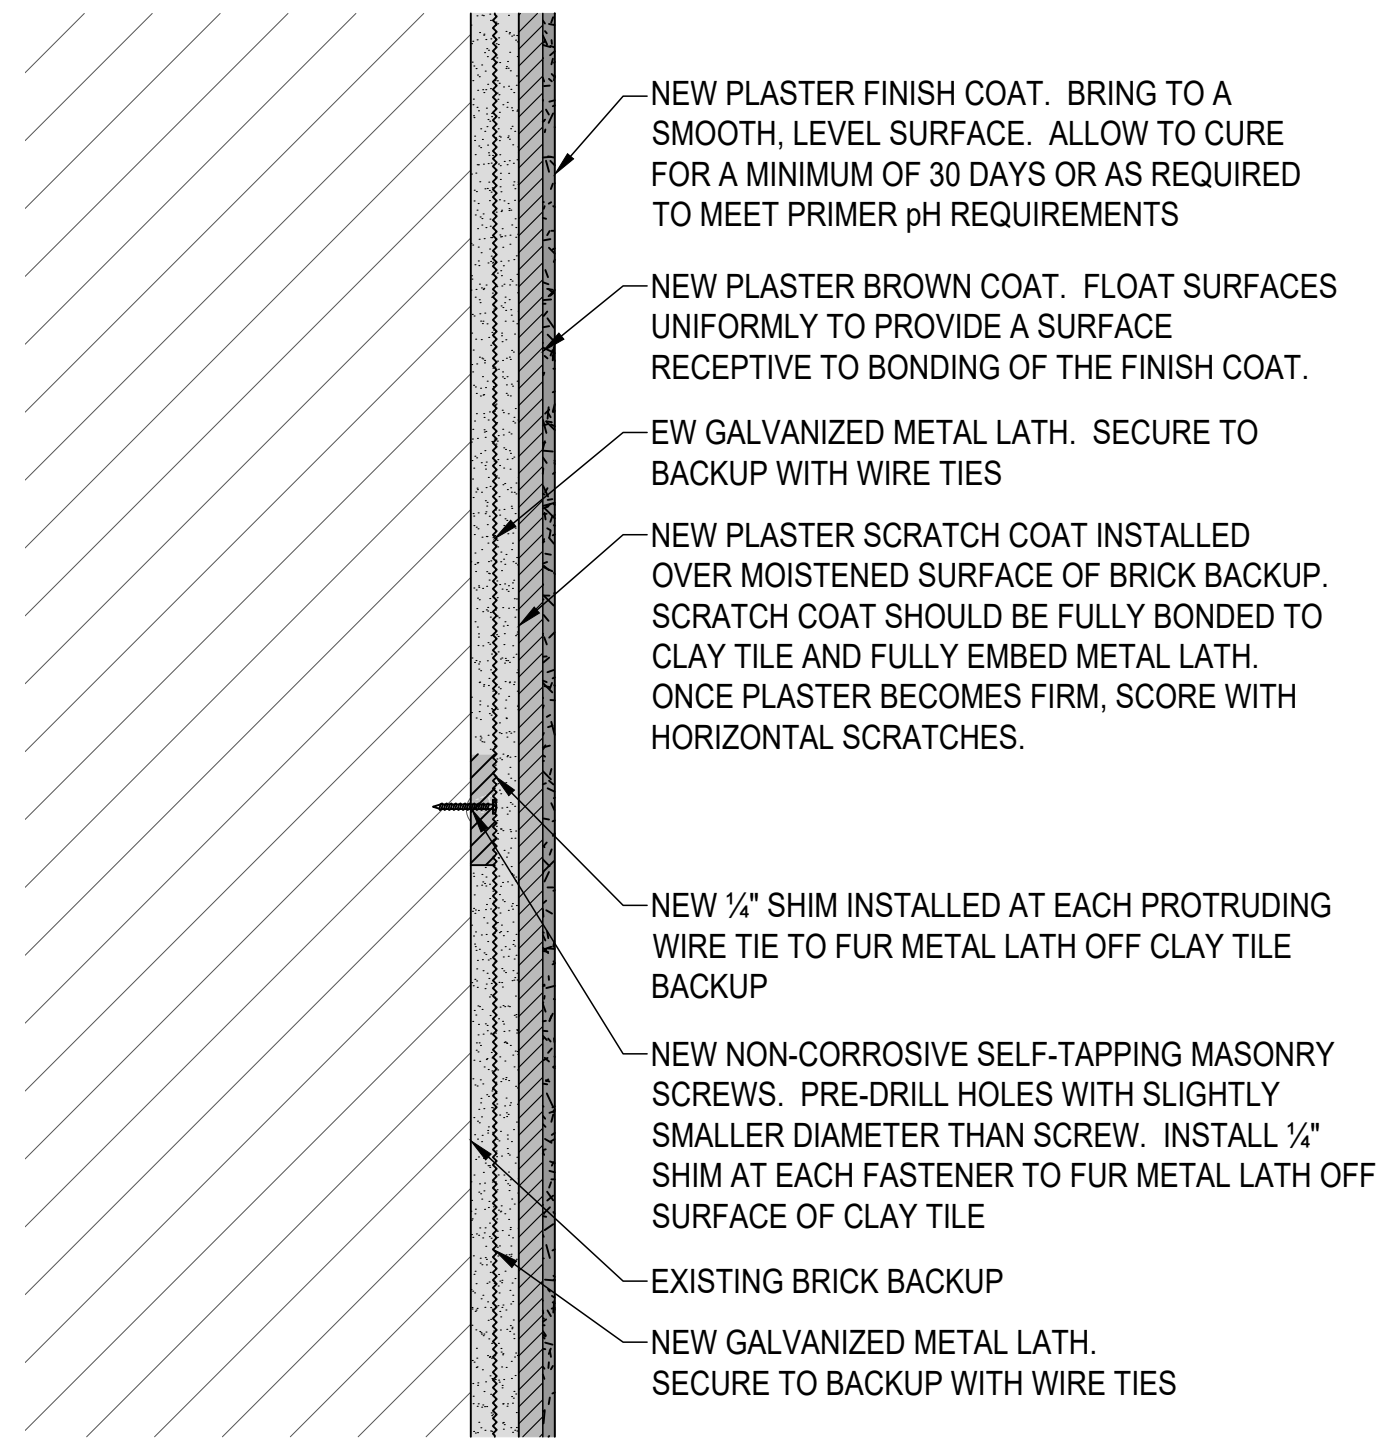 NEW PLASTER FINISH COAT.  BRING TO A
SMOOTH, LEVEL SURFACE.  ALLOW TO CURE
FOR A MINIMUM OF 30 DAYS OR AS REQUIRED
TO MEET PRIMER pH REQUIREMENTS
NEW PLASTER BROWN COAT.  FLOAT SURFACES
UNIFORMLY TO PROVIDE A SURFACE
RECEPTIVE TO BONDING OF THE FINISH COAT.
EW GALVANIZED METAL LATH.  SECURE TO
BACKUP WITH WIRE TIES
NEW PLASTER SCRATCH COAT INSTALLED
OVER MOISTENED SURFACE OF BRICK BACKUP.
SCRATCH COAT SHOULD BE FULLY BONDED TO
CLAY TILE AND FULLY EMBED METAL LATH.
ONCE PLASTER BECOMES FIRM, SCORE WITH
HORIZONTAL SCRATCHES.
NEW ¼" SHIM INSTALLED AT EACH PROTRUDING
WIRE TIE TO FUR METAL LATH OFF CLAY TILE
BACKUP
NEW NON-CORROSIVE SELF-TAPPING MASONRY
SCREWS.  PRE-DRILL HOLES WITH SLIGHTLY
SMALLER DIAMETER THAN SCREW.  INSTALL ¼"
SHIM AT EACH FASTENER TO FUR METAL LATH OFF
SURFACE OF CLAY TILE
EXISTING BRICK BACKUP
NEW GALVANIZED METAL LATH.
SECURE TO BACKUP WITH WIRE TIES